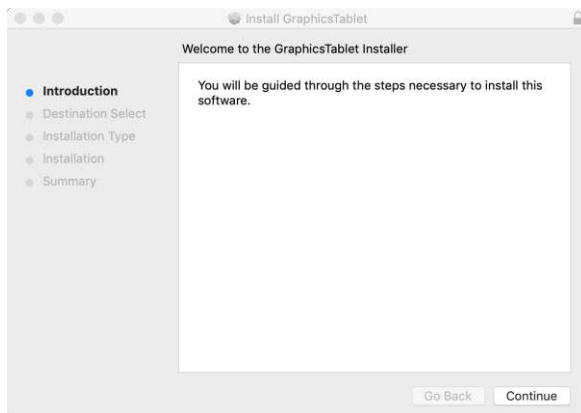 Install GraphicsTablet
Welcome to the GraphicsTablet Installer
Introduction
Destination Select
Installation Type
Installation
Summary
You will be guided through the steps necessary to install this
software.
Go Back
Continue